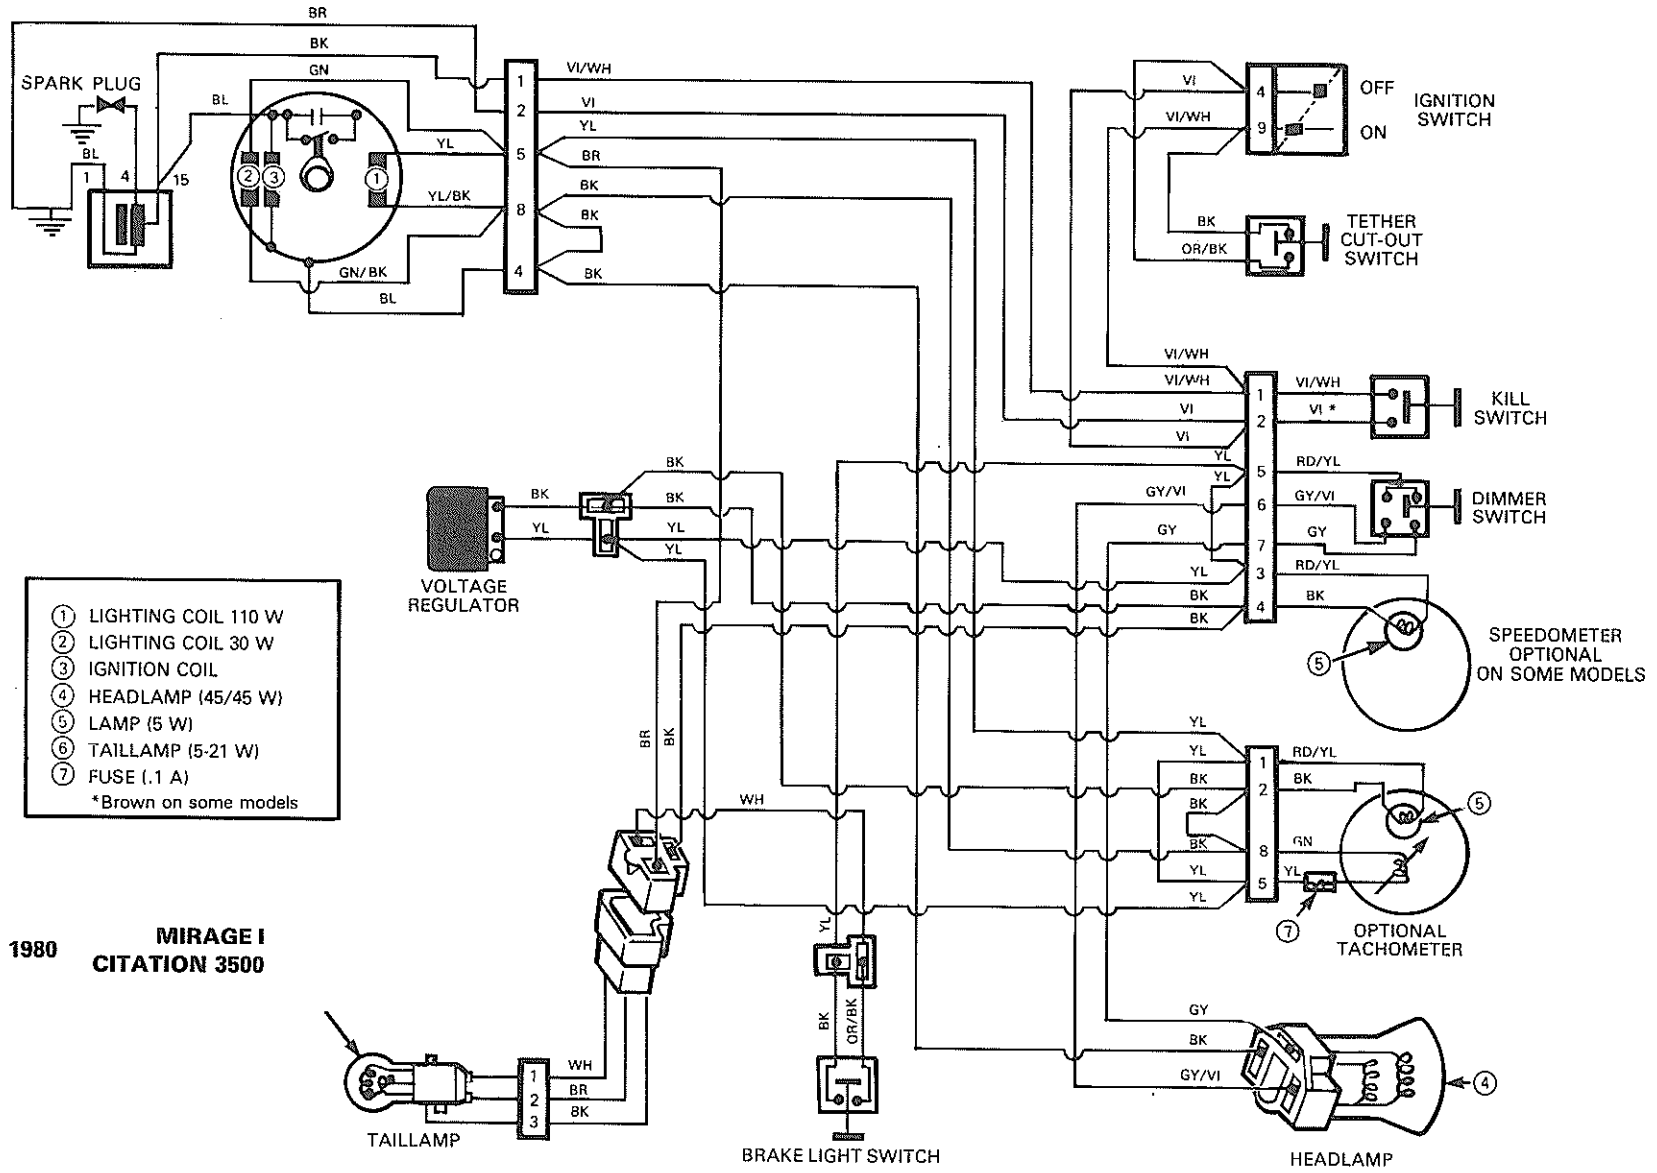 BR
BK
SPARK PLUG
GN
BL
YL
BL
1 4 15
2 3 1
YL/BK
GN/BK
BL
1
2
5
8
4
VI/WH
VI
YL
BR
BK
BK
BK
VI
VI/WH
4
9
OFF
ON
IGNITION
SWITCH
BK
OR/BK
TETHER
CUT-OUT
SWITCH
VI/WH
VI/WH
VI
VI
YL
YL
GY/VI
GY
YL
BK
BK
1
2
5
6
7
3
4
VI/WH
VI *
RD/YL
GY/VI
GY
RD/YL
BK
KILL
SWITCH
DIMMER
SWITCH
5
SPEEDOMETER
OPTIONAL
ON SOME MODELS
BK
YL
BK
BK
YL
YL
VOLTAGE
REGULATOR
1 LIGHTING COIL 110 W
2 LIGHTING COIL 30 W
3 IGNITION COIL
4 HEADLAMP (45/45 W)
5 LAMP (5 W)
6 TAILLAMP (5-21 W)
7 FUSE (.1 A)
*Brown on some models
BR
BK
WH
YL
YL
BK
BK
BK
YL
YL
1
2
8
5
RD/YL
BK
GN
YL
5
7
OPTIONAL
TACHOMETER
1980
MIRAGE I
CITATION 3500
YL
BK
OR/BK
BRAKE LIGHT SWITCH
WH
BR
BK
1
2
3
TAILLAMP
GY
BK
GY/VI
4
HEADLAMP